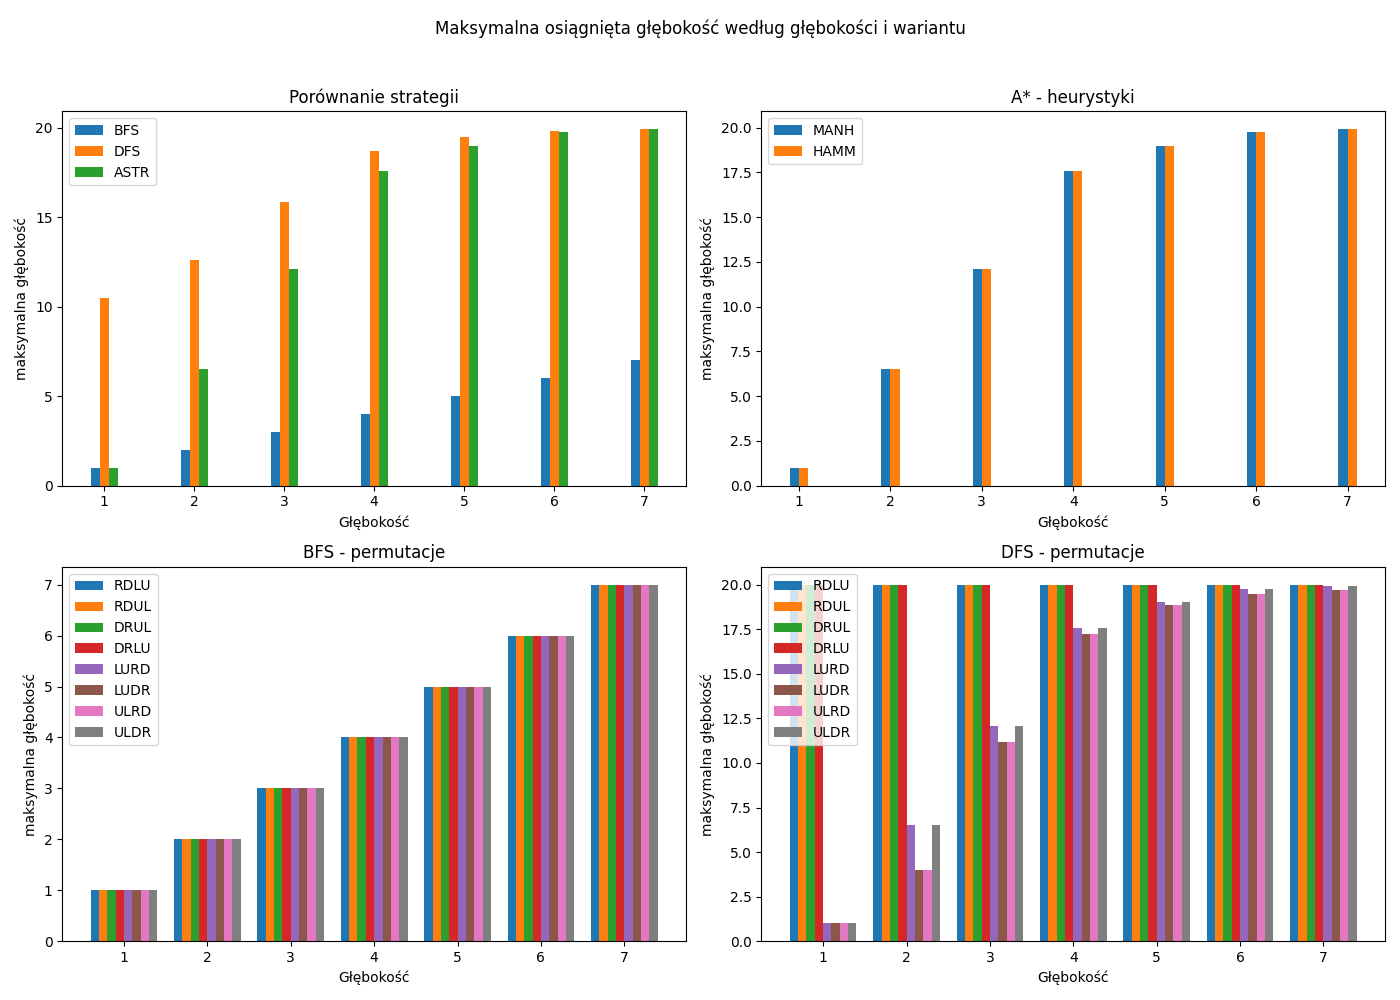 Maksymalna osiągnięta głębokość według głębokości i wariantu
Porównanie strategii
BFS
DFS
ASTR
maksymalna głębokość
20
15
10
5
0
1 2 3 4 5 6 7
Głębokość
A* - heurystyki
MANH
HAMM
maksymalna głębokość
20.0
17.5
15.0
12.5
10.0
7.5
5.0
2.5
0.0
1 2 3 4 5 6 7
Głębokość
BFS - permutacje
RDLU
RDUL
DRUL
DRLU
LURD
LUDR
ULRD
ULDR
maksymalna głębokość
7
6
5
4
3
2
1
0
1 2 3 4 5 6 7
Głębokość
DFS - permutacje
RDLU
RDUL
DRUL
DRLU
LURD
LUDR
ULRD
ULDR
maksymalna głębokość
20.0
17.5
15.0
12.5
10.0
7.5
5.0
2.5
0.0
1 2 3 4 5 6 7
Głębokość